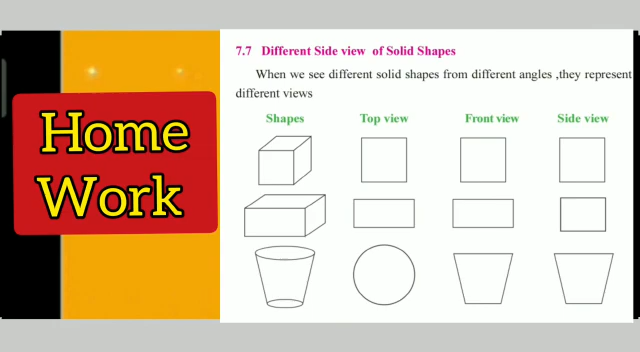 Home
Work
7.7 Different Side view of Solid Shapes
When we see different solid shapes from different angles ,they represent
different views
Shapes Top view Front view Side view